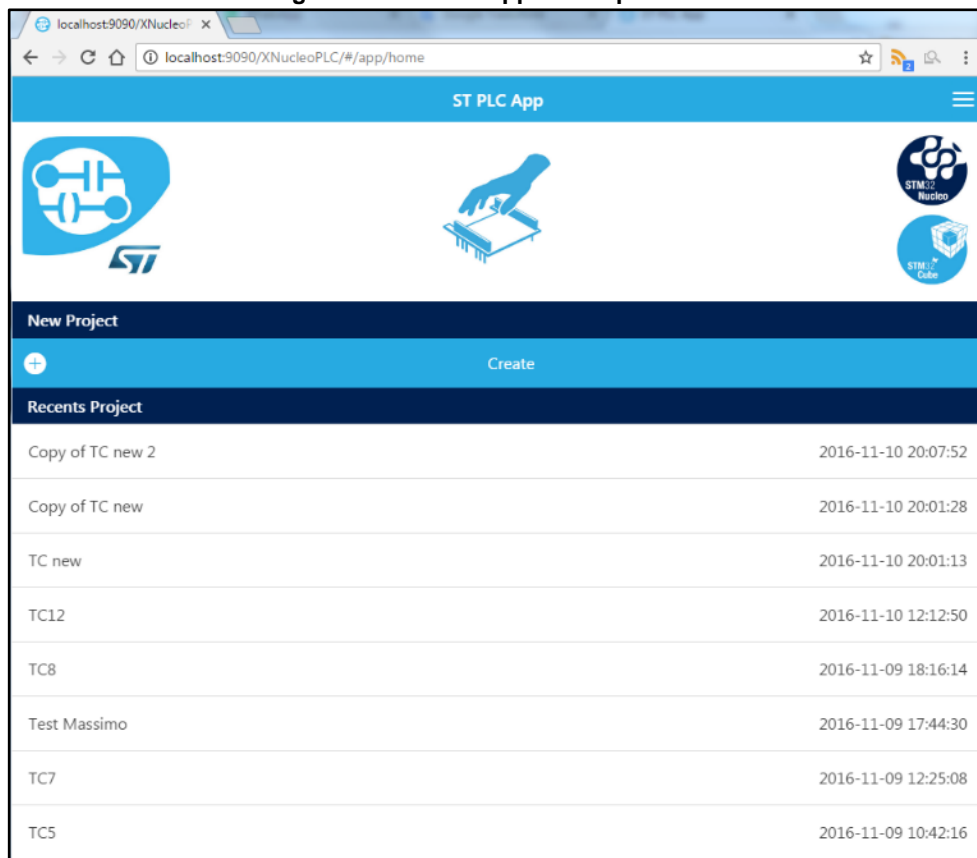 localhost:9090/XNucleoP
localhost:9090/XNucleoPLC/#/app/home
2
ST PLC App
STM32
Nucleo
ST
STM32
Cube
New Project
Create
Recents Project
Copy of TC new 2 2016-11-10 20:07:52
Copy of TC new 2016-11-10 20:01:28
TC new 2016-11-10 20:01:13
TC12 2016-11-10 12:12:50
TC8 2016-11-09 18:16:14
Test Massimo 2016-11-09 17:44:30
TC7 2016-11-09 12:25:08
TC5 2016-11-09 10:42:16